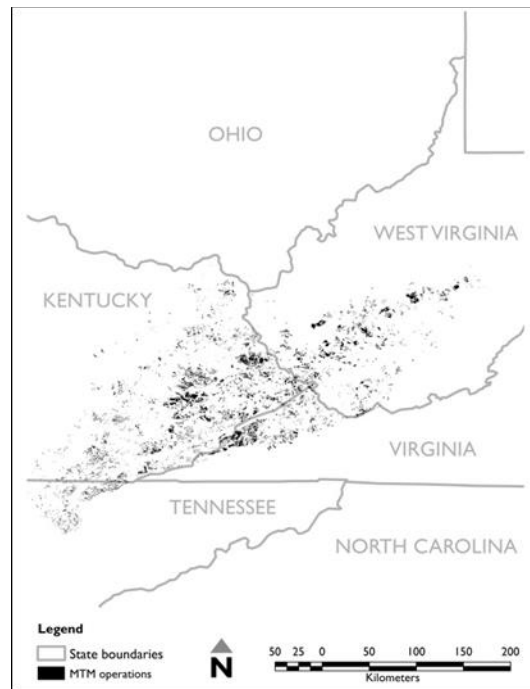 OHIO
WEST VIRGINIA
KENTUCKY
VIRGINIA
TENNESSEE
NORTH CAROLINA
Legend
State boundaries
MTM operations
N
50 25 0 50 100 150 200
Kilometers